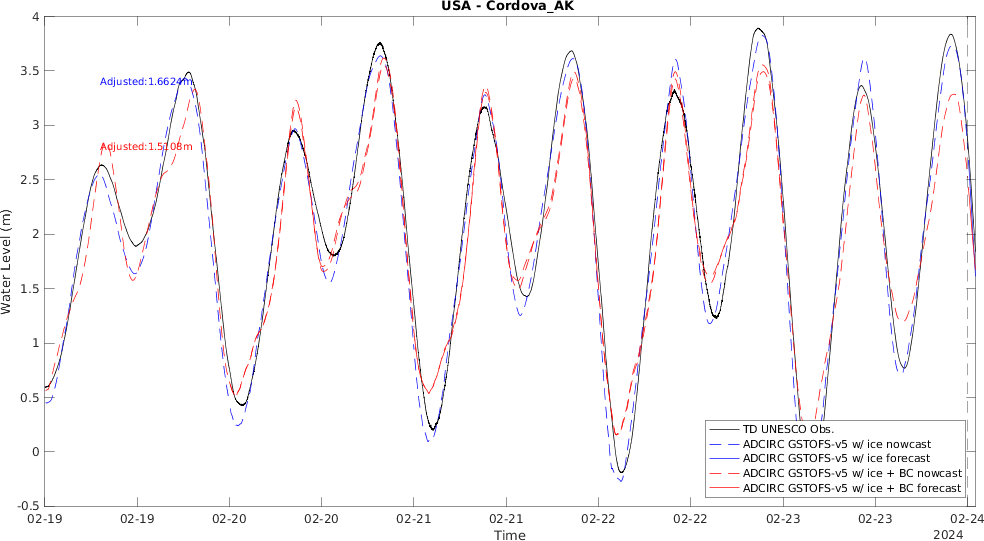 USA - Cordova_AK
4
3.5
3
2.5
2
1.5
1
0.5
0
-0.5
Water Level (m)
Adjusted:1.6624m
Adjusted:1.5108m
TD UNESCO Obs.
ADCIRC GSTOFS-v5 w/ ice nowcast
ADCIRC GSTOFS-v5 w/ ice forecast
ADCIRC GSTOFS-v5 w/ ice + BC nowcast
ADCIRC GSTOFS-v5 w/ ice + BC forecast
02-19 02-19 02-20 02-20 02-21 02-21 02-22 02-22 02-23 02-23 02-24
Time
2024